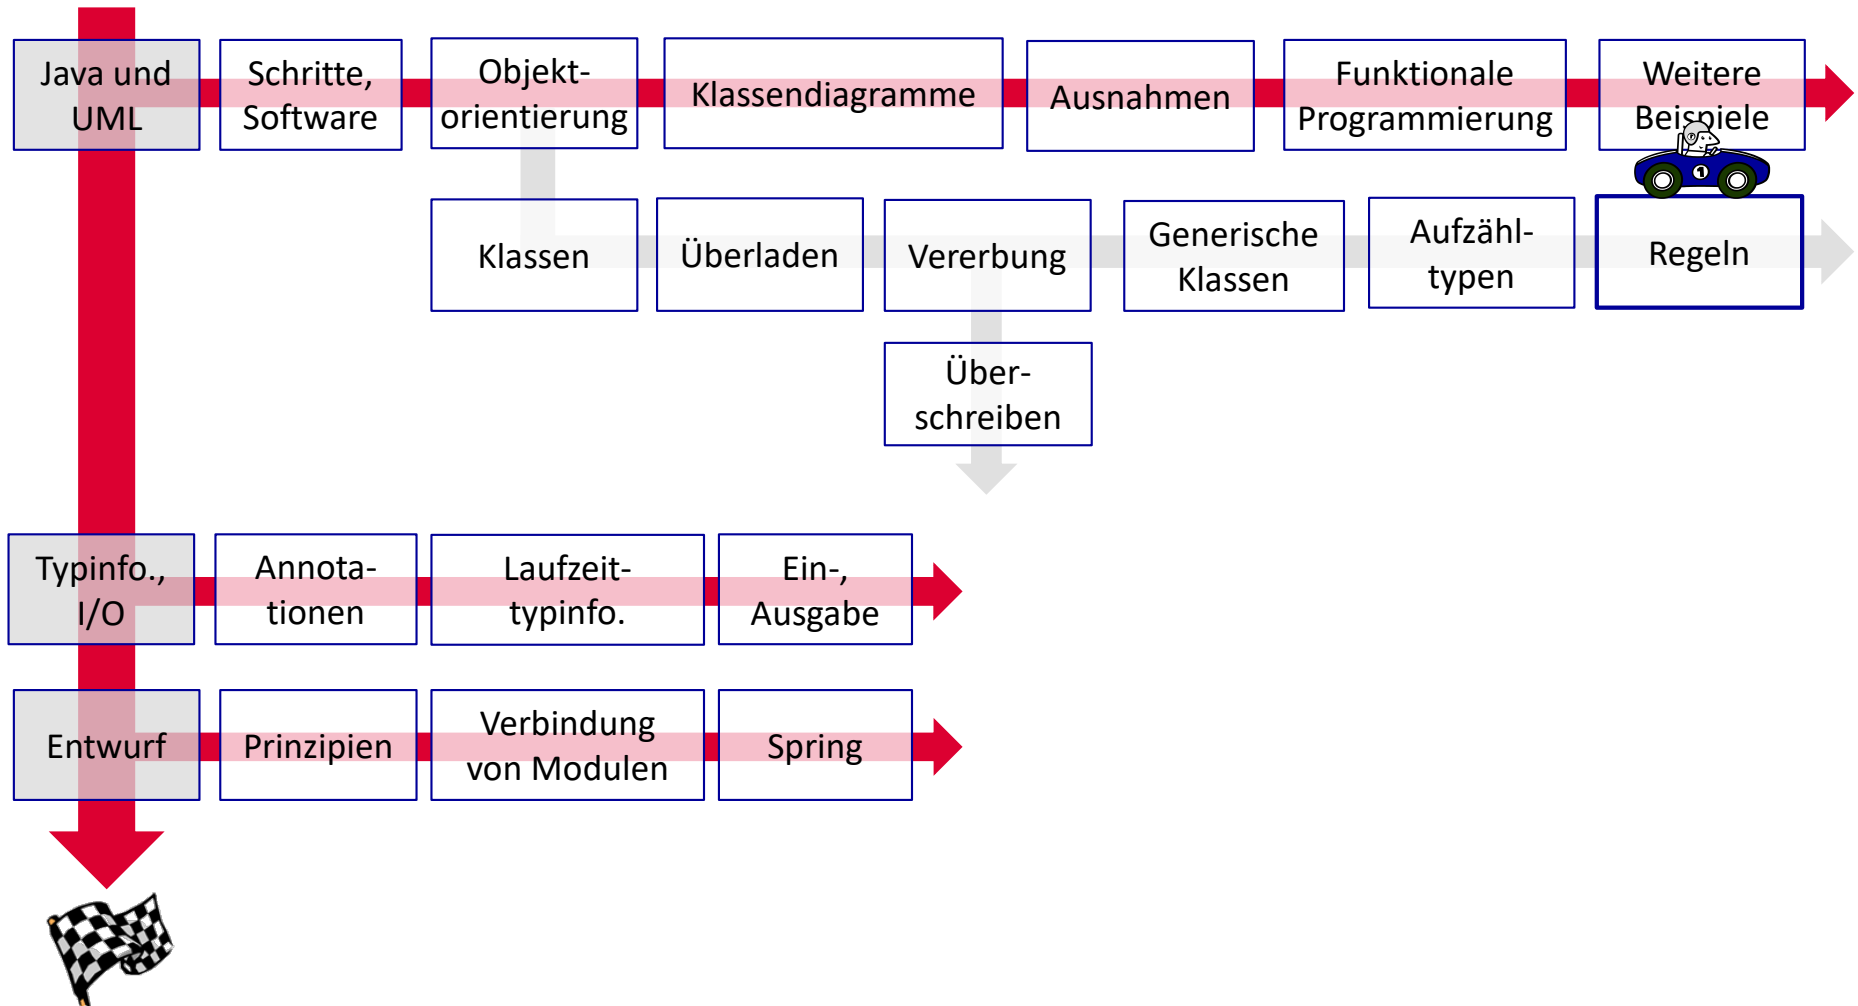 Java und
UML
Schritte,
Software
Objekt-
orientierung
Klassendiagramme
Ausnahmen
Funktionale
Programmierung
Weitere
Beispiele
1
Klassen
Überladen
Vererbung
Generische
Klassen
Aufzähl-
typen
Regeln
Über-
schreiben
Typinfo.,
I/O
Annota-
tionen
Laufzeit-
typinfo.
Ein-,
Ausgabe
Entwurf
Prinzipien
Verbindung
von Modulen
Spring